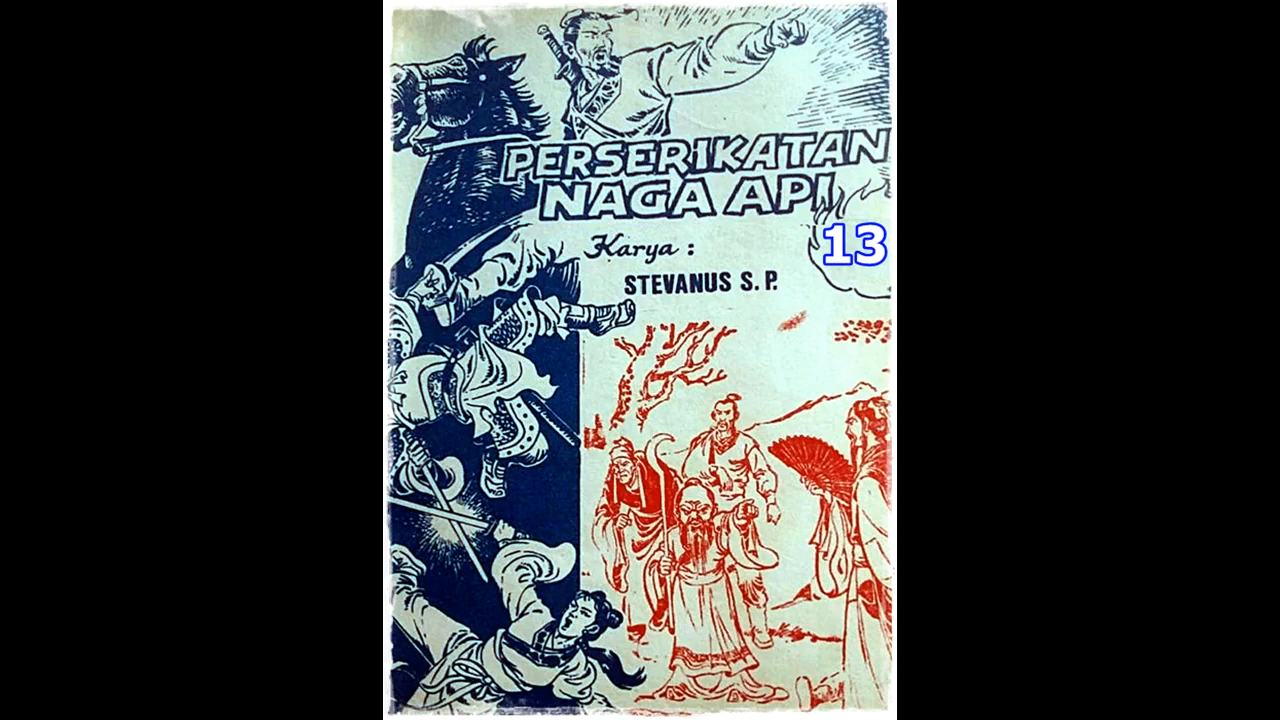 PERSERIKATAN
NAGA API
13
Karya :
STEVANUS S. P.